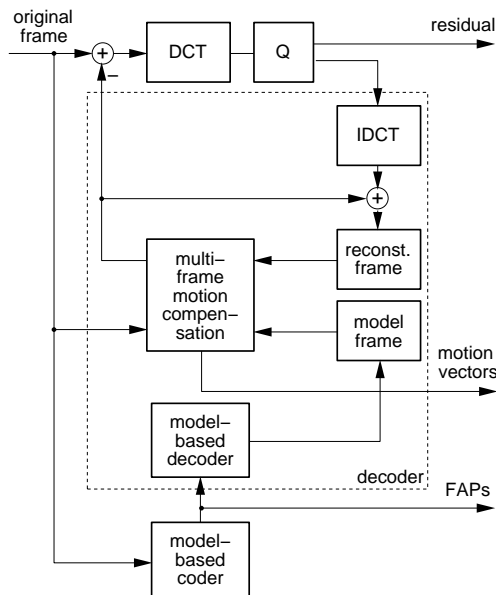 original
frame
residual
+
−
DCT
Q
IDCT
+
multi−
frame
motion
compen−
sation
reconst.
frame
model
frame
motion
vectors
model−
based
decoder
decoder
FAPs
model−
based
coder